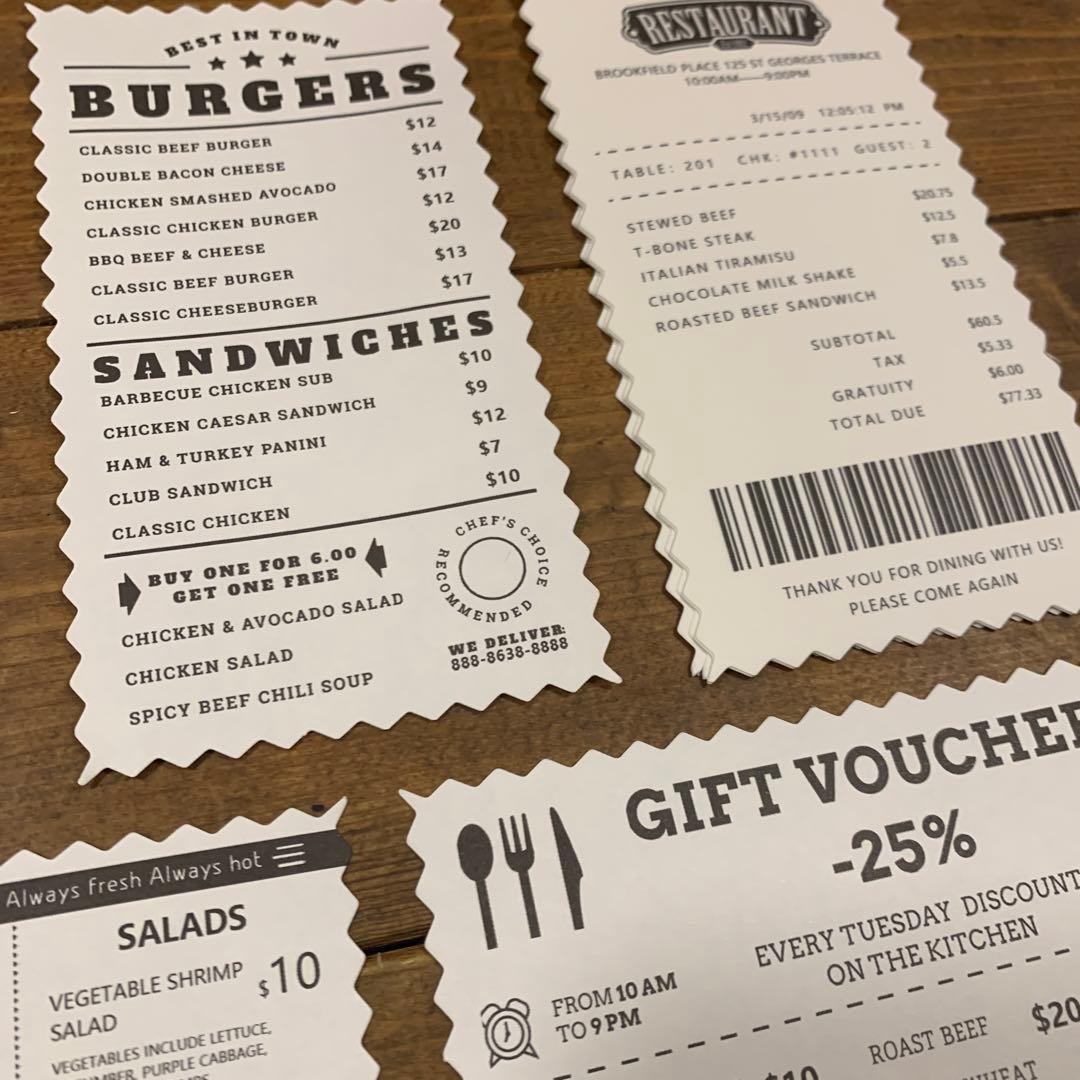 BEST IN TOWN
BURGERS
CLASSIC BEEF BURGER $12
DOUBLE BACON CHEESE $14
CHICKEN SMASHED AVOCADO $17
CLASSIC CHICKEN BURGER $12
BBQ BEEF & CHEESE $20
CLASSIC BEEF BURGER $13
CLASSIC CHEESEBURGER $17
SANDWICHES
BARBECUE CHICKEN SUB $10
CHICKEN CAESAR SANDWICH $9
HAM & TURKEY PANINI $12
CLUB SANDWICH $7
CLASSIC CHICKEN $10
BUY ONE FOR 6.00
GET ONE FREE
CHICKEN & AVOCADO SALAD
CHICKEN SALAD
SPICY BEEF CHILI SOUP
CHEF'S CHOICE
RECOMMENDED
WE DELIVER:
888-8638-8888
RESTAURANT
BROOKFIELD PLACE 125 ST GEORGES TERRACE
10:00AM——9:00PM
3/15/09 12:05:12 PM
TABLE: 201 CHK: #1111 GUEST: 2
STEWED BEEF $20.75
T-BONE STEAK $12.5
ITALIAN TIRAMISU $7.8
CHOCOLATE MILK SHAKE $5.5
ROASTED BEEF SANDWICH $13.5
SUBTOTAL $60.5
TAX $5.33
GRATUITY $6.00
TOTAL DUE $77.33
THANK YOU FOR DINING WITH US!
PLEASE COME AGAIN
Always fresh Always hot
SALADS
VEGETABLE SHRIMP $10
SALAD
VEGETABLES INCLUDE LETTUCE,
PURPLE CABBAGE,
GIFT VOUCHER
-25%
EVERY TUESDAY DISCOUNT
ON THE KITCHEN
FROM 10 AM
TO 9 PM
ROAST BEEF $20
$10 WHEAT